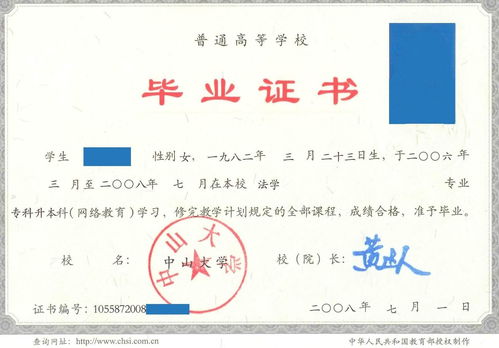 普通高等学校
毕业证书
学生 性别 女，一九八二年 三 月 二十三日生，于二〇〇六年
三 月至二〇〇八年 七 月在本校 法学 专业
专科升本科（网络教育）学习，修完教学计划规定的全部课程，成绩合格，准予毕业。
校 名： 中山大学 校（院）长：
中山大学
证书编号：1055872008
二〇〇八年 七 月 一 日
查询网址：http://www.chsi.com.cn 中华人民共和国教育部授权制作